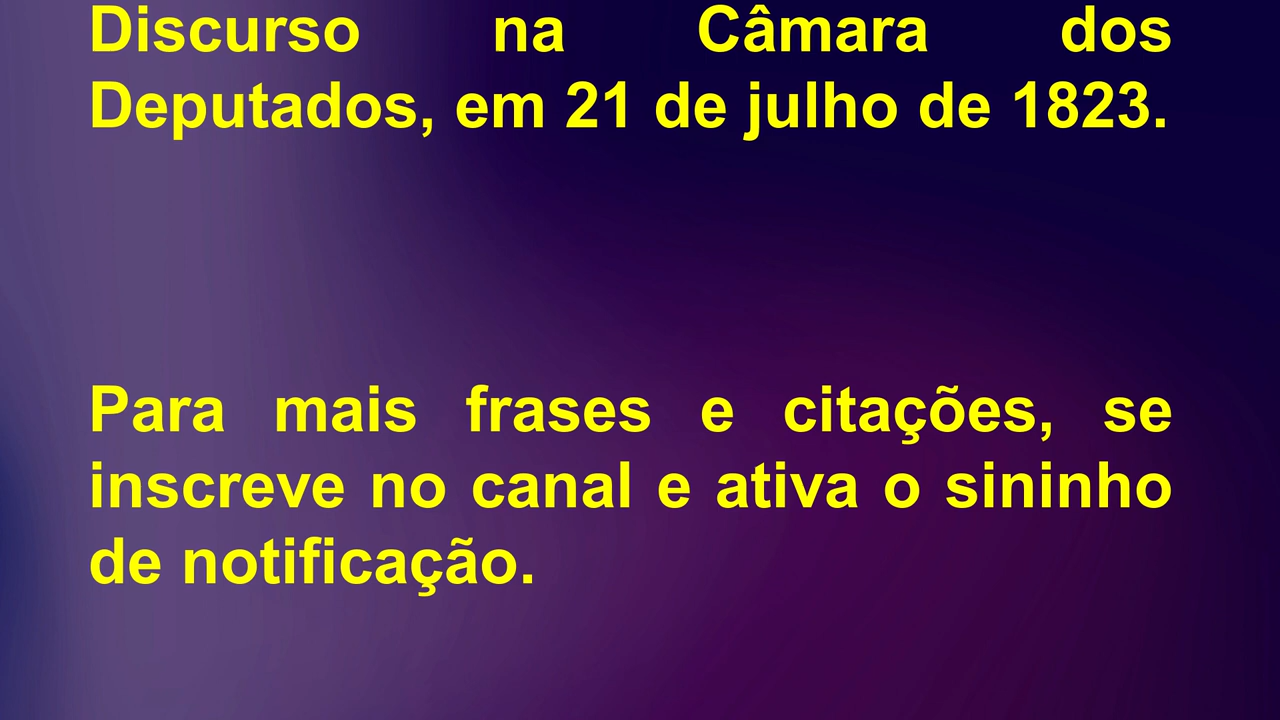 Discurso na Câmara dos
Deputados, em 21 de julho de 1823.
Para mais frases e citações, se
inscreve no canal e ativa o sininho
de notificação.